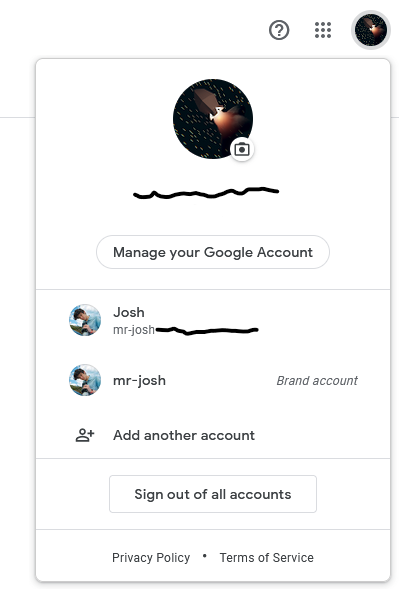 Manage your Google Account
Josh
mr-josh
mr-josh Brand account
Add another account
Sign out of all accounts
Privacy Policy • Terms of Service